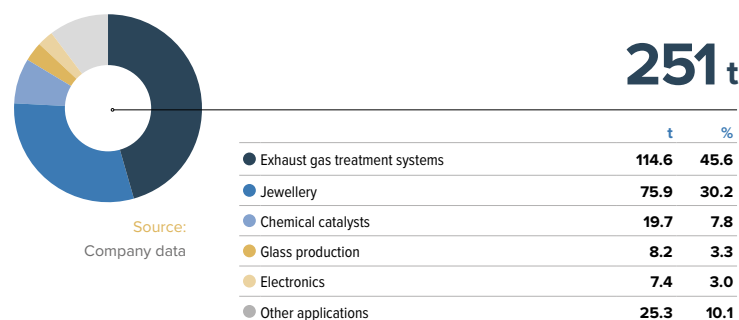 251 t
t %
Exhaust gas treatment systems 114.6 45.6
Jewellery 75.9 30.2
Source:
Chemical catalysts 19.7 7.8
Company data
Glass production 8.2 3.3
Electronics 7.4 3.0
Other applications 25.3 10.1